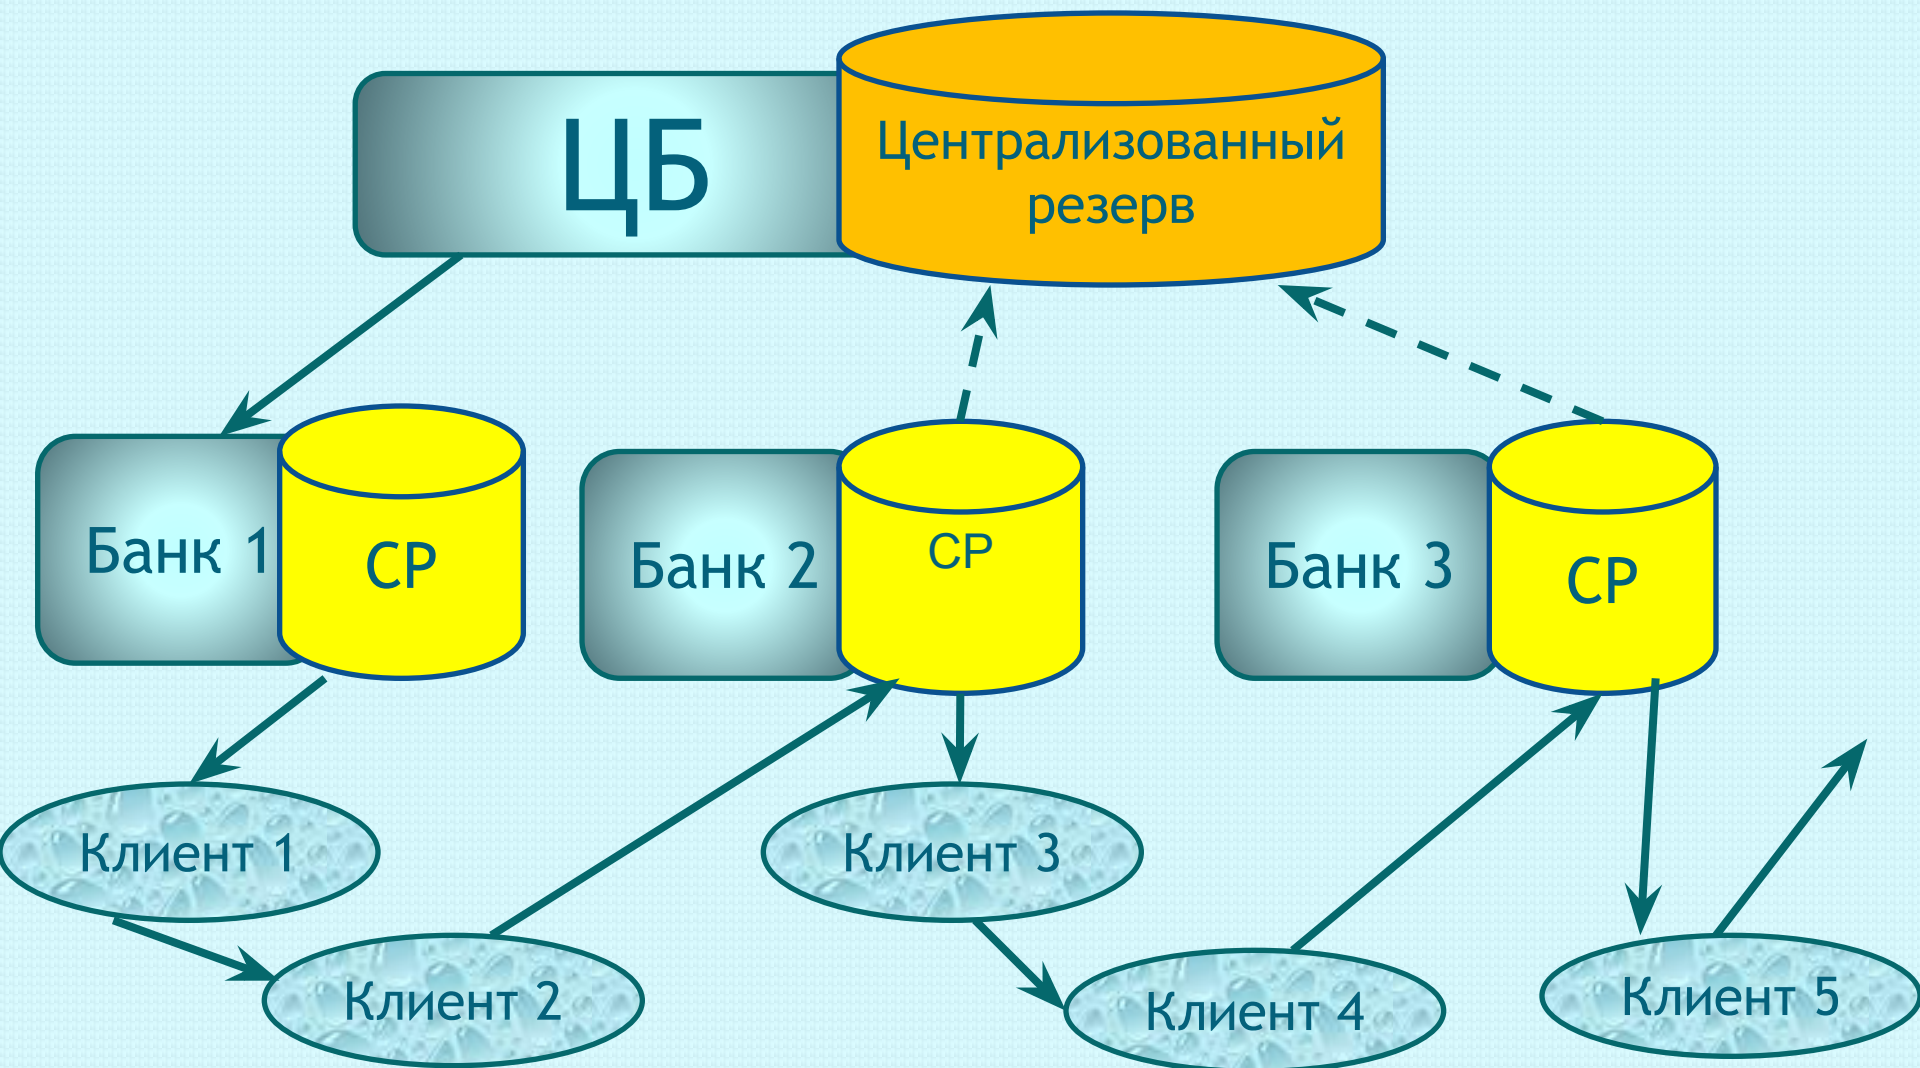 ЦБ
Централизованный
резерв
Банк 1
СР
Банк 2
СР
Банк 3
СР
Клиент 1
Клиент 3
Клиент 2
Клиент 4
Клиент 5